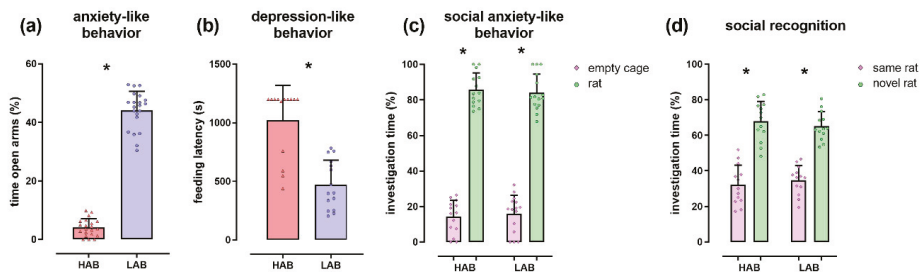 (a)
anxiety-like
behavior
time open arms (%)
60
40
20
0
*
HAB
LAB
(b)
depression-like
behavior
feeding latency (s)
1500
1000
500
0
*
HAB
LAB
(c)
social anxiety-like
behavior
investigation time (%)
100
80
60
40
20
0
*
*
HAB
LAB
empty cage
rat
(d)
social recognition
investigation time (%)
100
80
60
40
20
0
*
*
HAB
LAB
same rat
novel rat